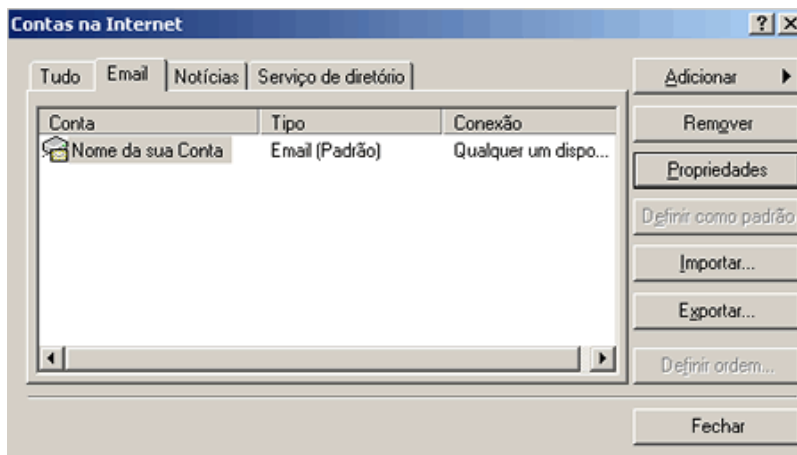 Contas na Internet
Tudo Email Notícias Serviço de diretório
Conta Tipo Conexão
Nome da sua Conta Email (Padrão) Qualquer um dispo...
Adicionar
Remover
Propriedades
Definir como padrão
Importar...
Exportar...
Definir ordem...
Fechar